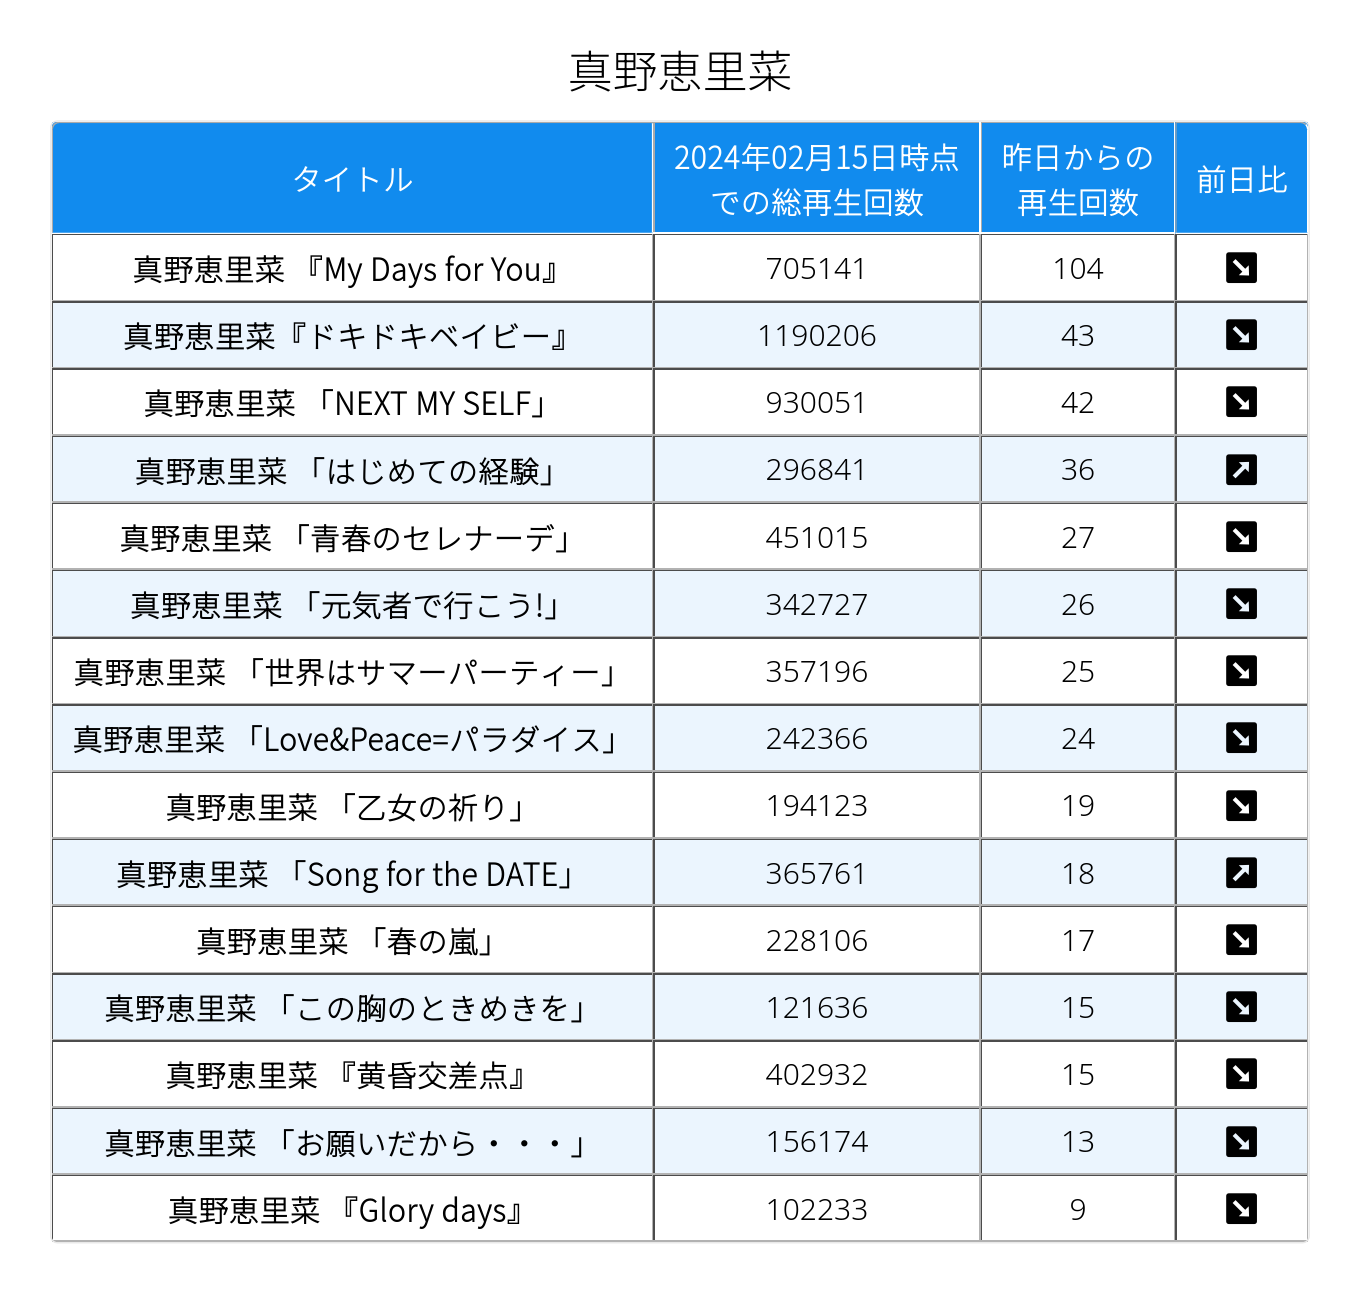 真野恵里菜
タイトル 2024年02月15日時点での総再生回数 昨日からの再生回数 前日比
真野恵里菜 『My Days for You』 705141 104 ↘
真野恵里菜『ドキドキベイビー』 1190206 43 ↘
真野恵里菜 「NEXT MY SELF」 930051 42 ↘
真野恵里菜 「はじめての経験」 296841 36 ↗
真野恵里菜 「青春のセレナーデ」 451015 27 ↘
真野恵里菜 「元気者で行こう!」 342727 26 ↘
真野恵里菜 「世界はサマーパーティー」 357196 25 ↘
真野恵里菜 「Love&Peace=パラダイス」 242366 24 ↘
真野恵里菜 「乙女の祈り」 194123 19 ↘
真野恵里菜 「Song for the DATE」 365761 18 ↗
真野恵里菜 「春の嵐」 228106 17 ↘
真野恵里菜 「この胸のときめきを」 121636 15 ↘
真野恵里菜 『黄昏交差点』 402932 15 ↘
真野恵里菜 「お願いだから・・・」 156174 13 ↘
真野恵里菜 『Glory days』 102233 9 ↘